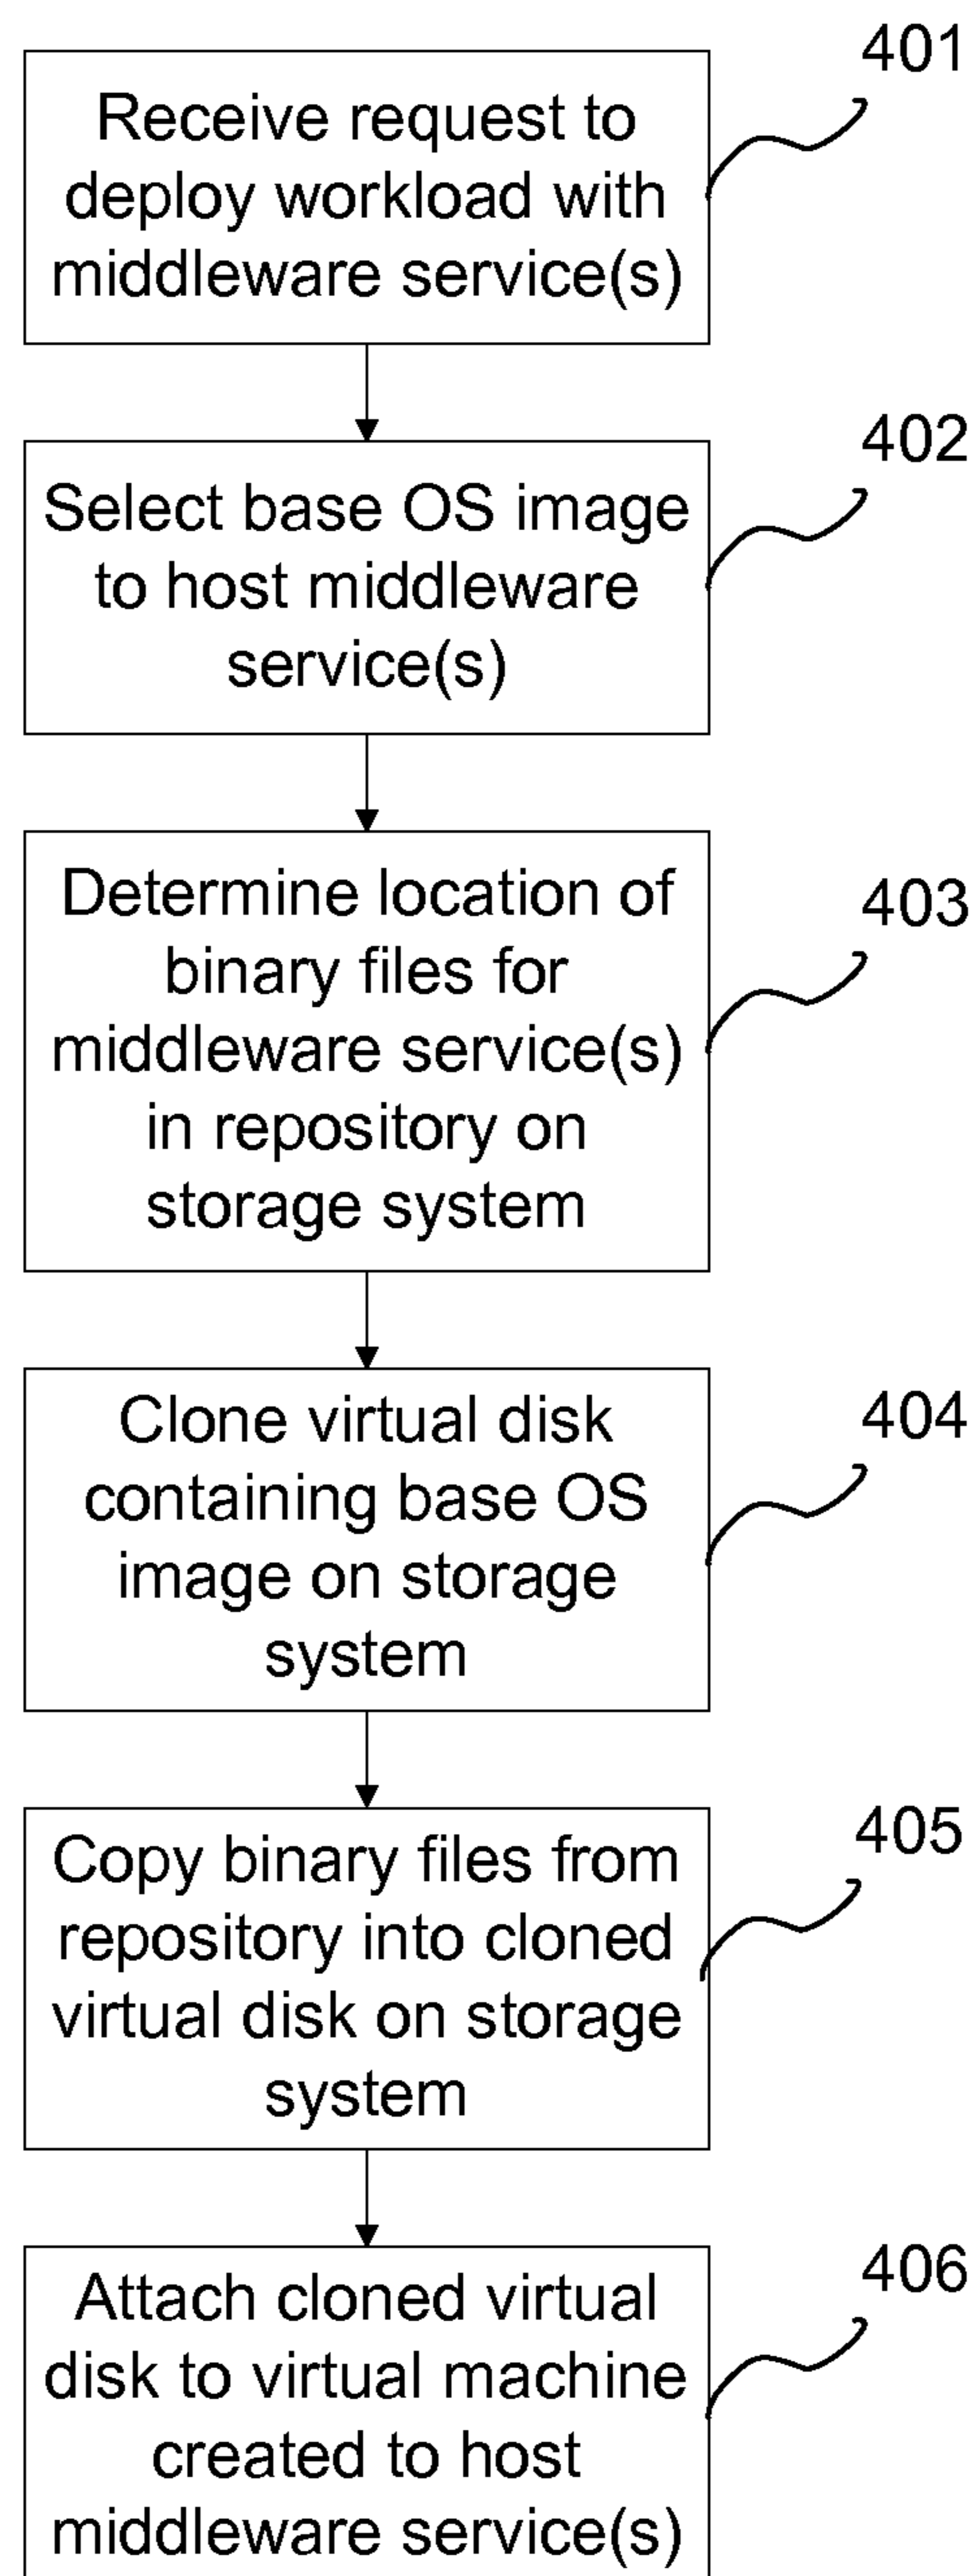 401
Receive request to
deploy workload with
middleware service(s)
402
Select base OS image
to host middleware
service(s)
403
Determine location of
binary files for
middleware service(s)
in repository on
storage system
404
Clone virtual disk
containing base OS
image on storage
system
405
Copy binary files from
repository into cloned
virtual disk on storage
system
406
Attach cloned virtual
disk to virtual machine
created to host
middleware service(s)